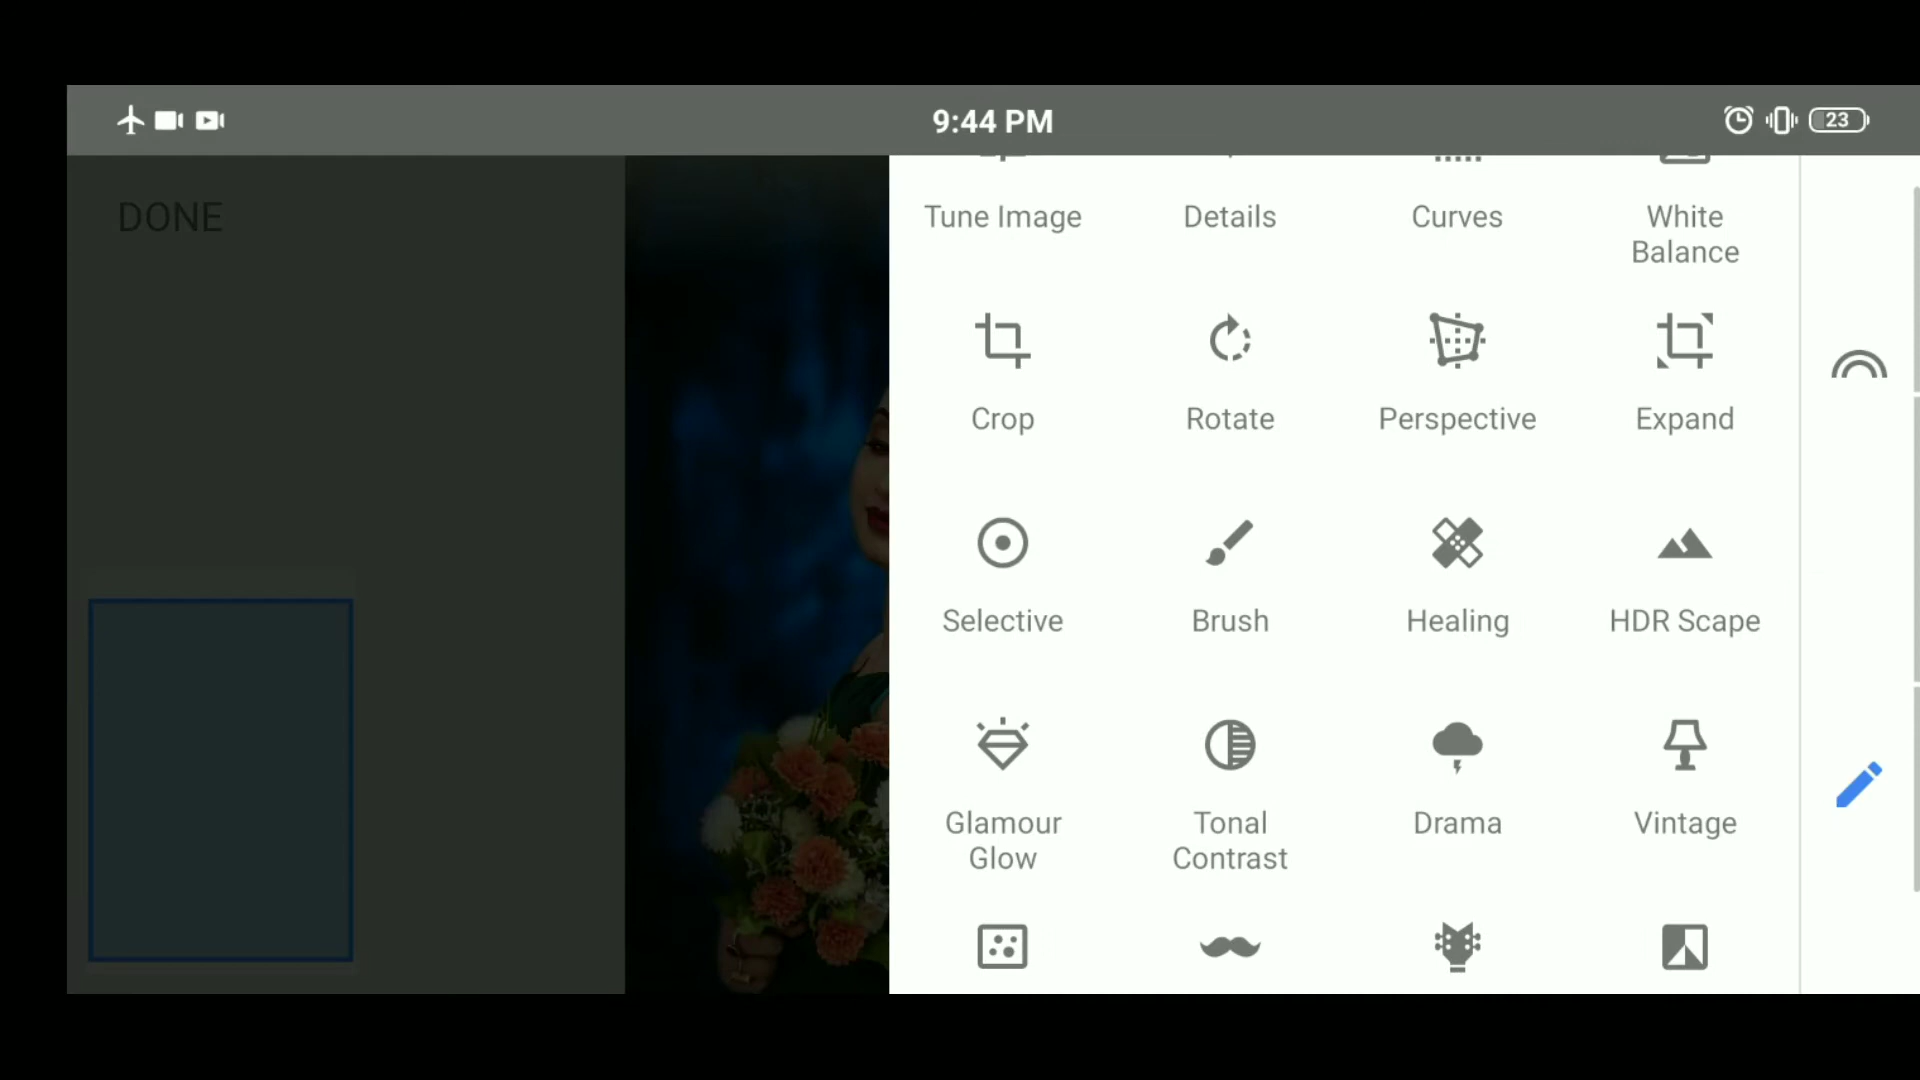 9:44 PM
23
DONE
Tune Image
Details
Curves
White
Balance
Crop
Rotate
Perspective
Expand
Selective
Brush
Healing
HDR Scape
Glamour
Glow
Tonal
Contrast
Drama
Vintage